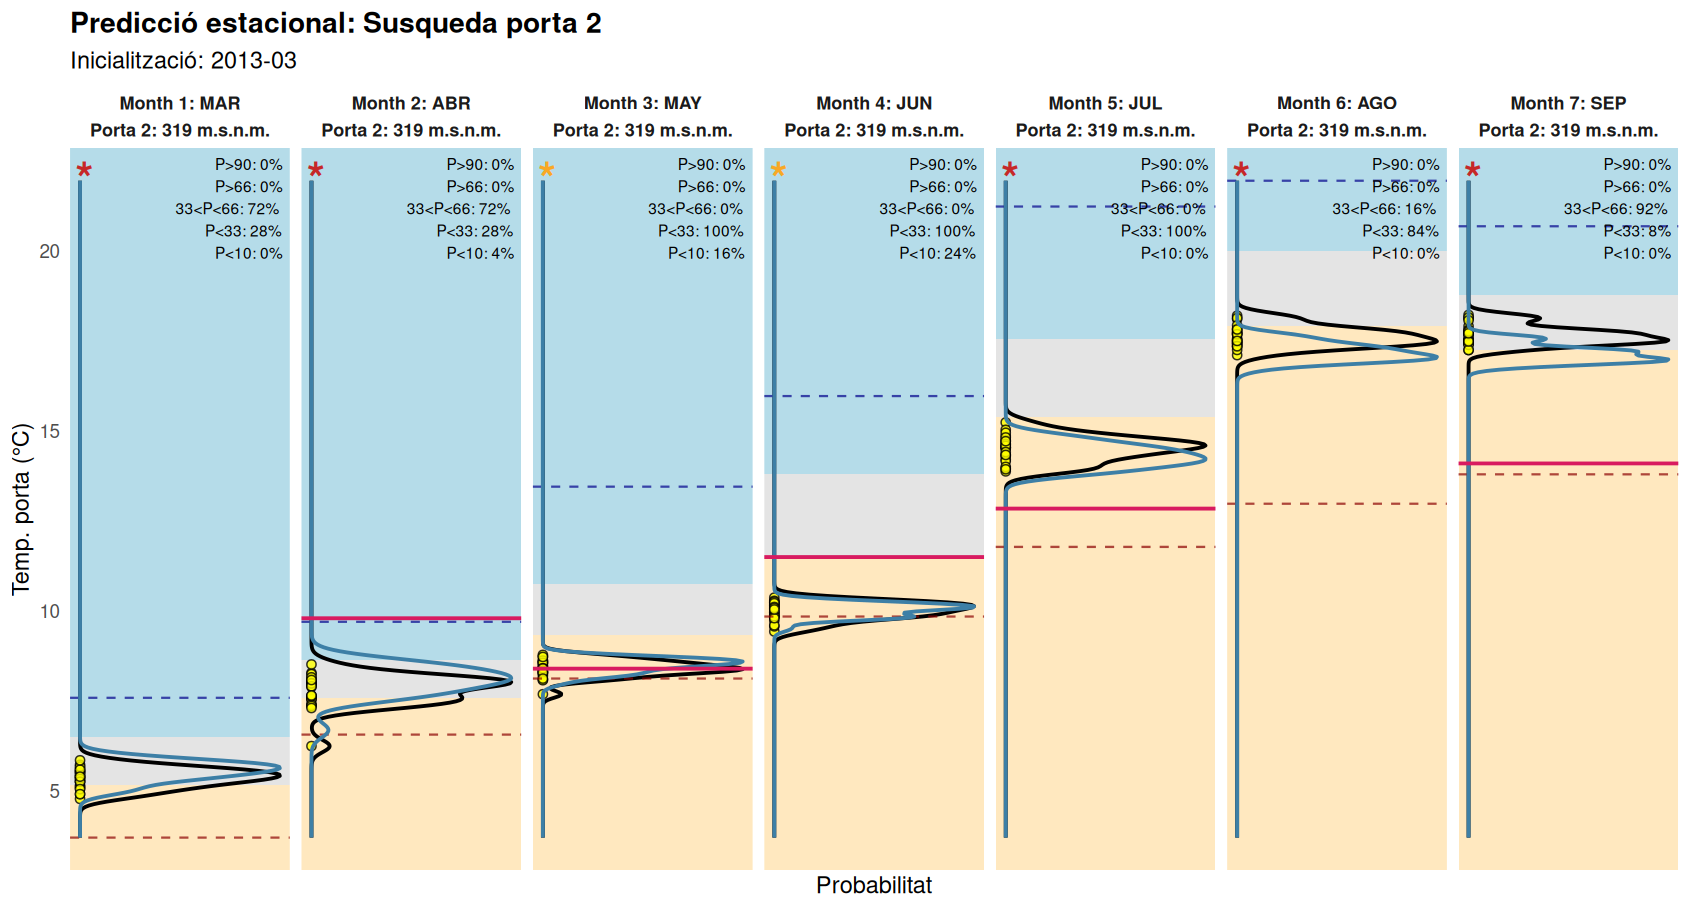 Predicció estacional: Susqueda porta 2
Inicialització: 2013-03
Month 1: MAR
Porta 2: 319 m.s.n.m.
Month 2: ABR
Porta 2: 319 m.s.n.m.
Month 3: MAY
Porta 2: 319 m.s.n.m.
Month 4: JUN
Porta 2: 319 m.s.n.m.
Month 5: JUL
Porta 2: 319 m.s.n.m.
Month 6: AGO
Porta 2: 319 m.s.n.m.
Month 7: SEP
Porta 2: 319 m.s.n.m.
*
P>90: 0%
P>66: 0%
33<P<66: 72%
P<33: 28%
P<10: 0%
*
P>90: 0%
P>66: 0%
33<P<66: 72%
P<33: 28%
P<10: 4%
*
P>90: 0%
P>66: 0%
33<P<66: 0%
P<33: 100%
P<10: 16%
*
P>90: 0%
P>66: 0%
33<P<66: 0%
P<33: 100%
P<10: 24%
*
P>90: 0%
P>66: 0%
33<P<66: 0%
P<33: 100%
P<10: 0%
*
P>90: 0%
P>66: 0%
33<P<66: 16%
P<33: 84%
P<10: 0%
*
P>90: 0%
P>66: 0%
33<P<66: 92%
P<33: 8%
P<10: 0%
Temp. porta (°C)
20
15
10
5
Probabilitat